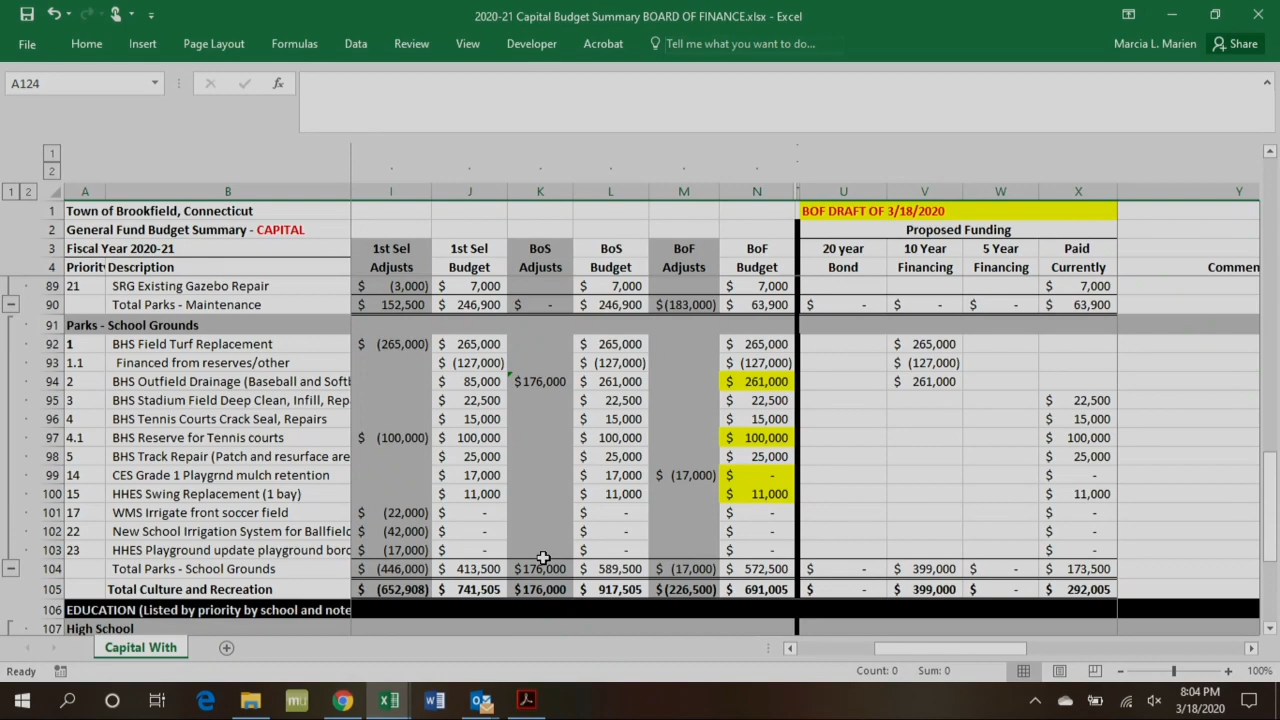 2020-21 Capital Budget Summary BOARD OF FINANCE.xlsx - Excel
File Home Insert Page Layout Formulas Data Review View Developer Acrobat Tell me what you want to do... Marcia L. Marien Share
A124 fx
1
2
1 2 A B I J K L M N U V W X Y
1 Town of Brookfield, Connecticut BOF DRAFT OF 3/18/2020
2 General Fund Budget Summary - CAPITAL Proposed Funding
3 Fiscal Year 2020-21 1st Sel 1st Sel BoS BoS BoF BoF 20 year 10 Year 5 Year Paid
4 Priorit Description Adjusts Budget Adjusts Budget Adjusts Budget Bond Financing Financing Currently Commen
89 21 SRG Existing Gazebo Repair $ (3,000) $ 7,000 $ 7,000 $ 7,000 $ 7,000
90 Total Parks - Maintenance $ 152,500 $ 246,900 $ - $ 246,900 $(183,000) $ 63,900 $ - $ - $ - $ 63,900
91 Parks - School Grounds
92 1 BHS Field Turf Replacement $ (265,000) $ 265,000 $ 265,000 $ 265,000 $ 265,000
93 1.1 Financed from reserves/other $ (127,000) $ (127,000) $ (127,000) $ (127,000)
94 2 BHS Outfield Drainage (Baseball and Softb $ 85,000 $176,000 $ 261,000 $ 261,000 $ 261,000
95 3 BHS Stadium Field Deep Clean, Infill, Rep $ 22,500 $ 22,500 $ 22,500 $ 22,500
96 4 BHS Tennis Courts Crack Seal, Repairs $ 15,000 $ 15,000 $ 15,000 $ 15,000
97 4.1 BHS Reserve for Tennis courts $ (100,000) $ 100,000 $ 100,000 $ 100,000 $ 100,000
98 5 BHS Track Repair (Patch and resurface are $ 25,000 $ 25,000 $ 25,000 $ 25,000
99 14 CES Grade 1 Playgrnd mulch retention $ 17,000 $ 17,000 $ (17,000) $ - $ -
100 15 HHES Swing Replacement (1 bay) $ 11,000 $ 11,000 $ 11,000 $ 11,000
101 17 WMS Irrigate front soccer field $ (22,000) $ - $ - $ - $ -
102 22 New School Irrigation System for Ballfield $ (42,000) $ - $ - $ - $ -
103 23 HHES Playground update playground bord $ (17,000) $ - $ - $ - $ -
104 Total Parks - School Grounds $ (446,000) $ 413,500 $176,000 $ 589,500 $ (17,000) $ 572,500 $ - $ 399,000 $ - $ 173,500
105 Total Culture and Recreation $ (652,908) $ 741,505 $176,000 $ 917,505 $(226,500) $ 691,005 $ - $ 399,000 $ - $ 292,005
106 EDUCATION (Listed by priority by school and note
107 High School
Capital With
Ready Count: 0 Sum: 0 100%
8:04 PM
3/18/2020